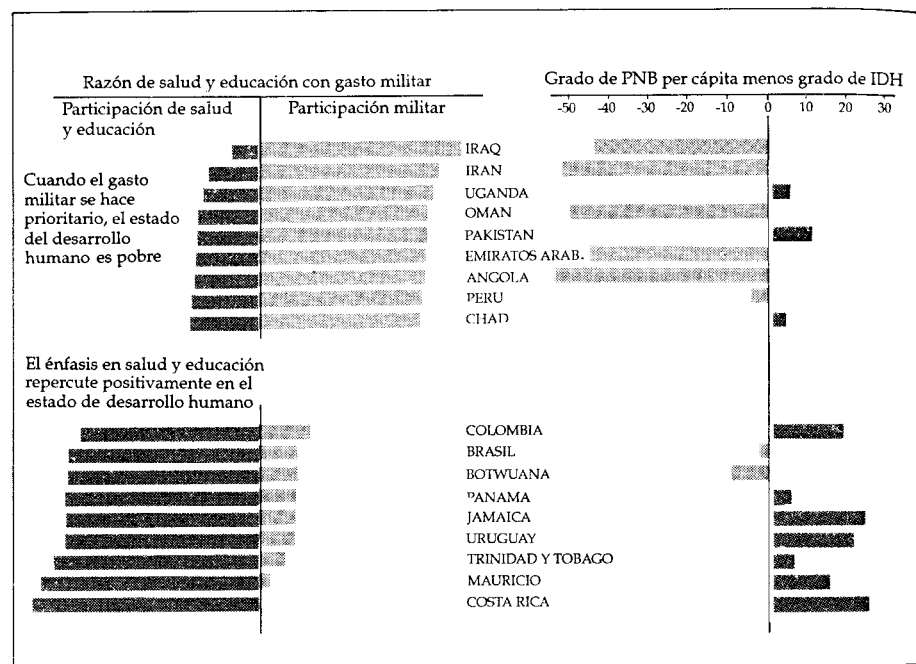 Razón de salud y educación con gasto militar
Participación de salud
y educación
Participación militar
Grado de PNB per cápita menos grado de IDH
-50 -40 -30 -20 -10 0 10 20 30
Cuando el gasto
militar se hace
prioritario, el estado
del desarrollo
humano es pobre
IRAQ
IRAN
UGANDA
OMAN
PAKISTAN
EMIRATOS ARAB.
ANGOLA
PERU
CHAD
El énfasis en salud y educación
repercute positivamente en el
estado de desarrollo humano
COLOMBIA
BRASIL
BOTWUANA
PANAMA
JAMAICA
URUGUAY
TRINIDAD Y TOBAGO
MAURICIO
COSTA RICA